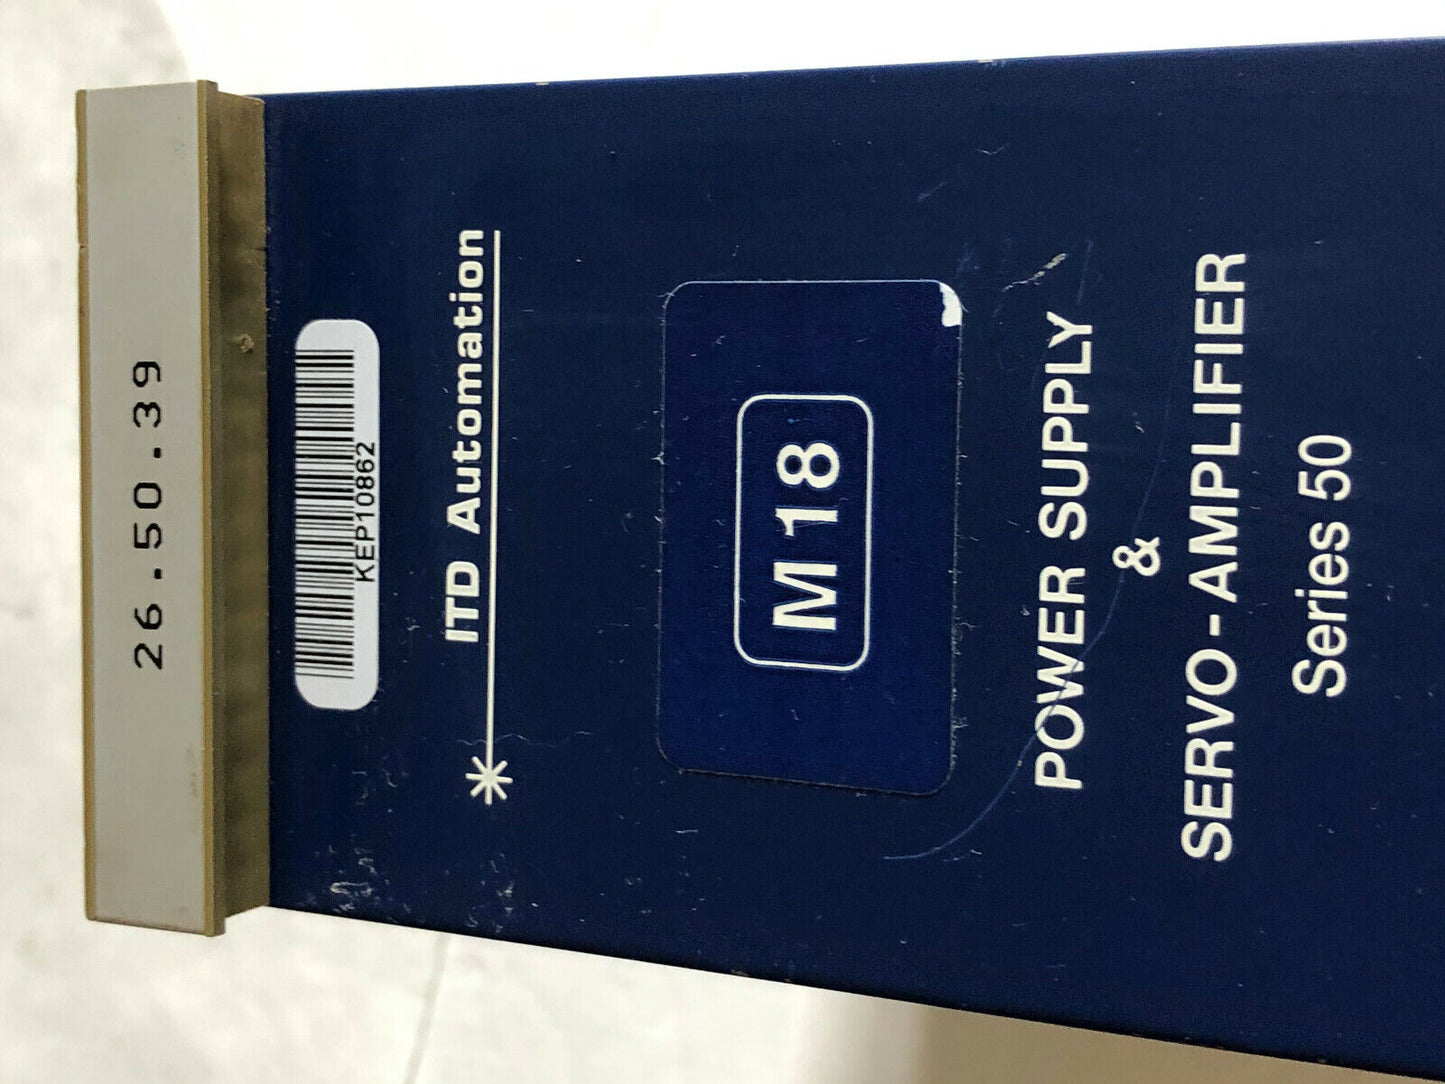 26.50.39
KEP10862
ITD Automation
M18
POWER SUPPLY
&
SERVO-AMPLIFIER
Series 50